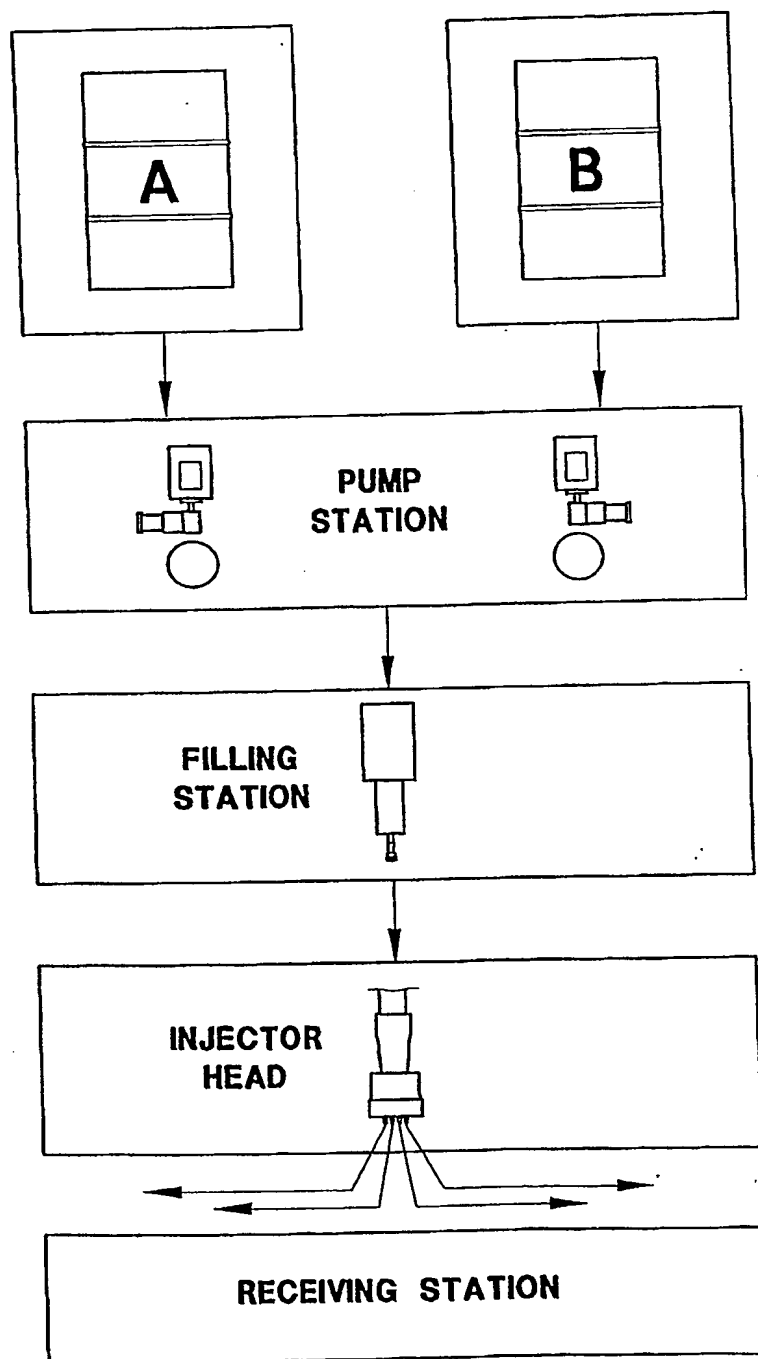 A
B
PUMP
STATION
FILLING
STATION
INJECTOR
HEAD
RECEIVING STATION